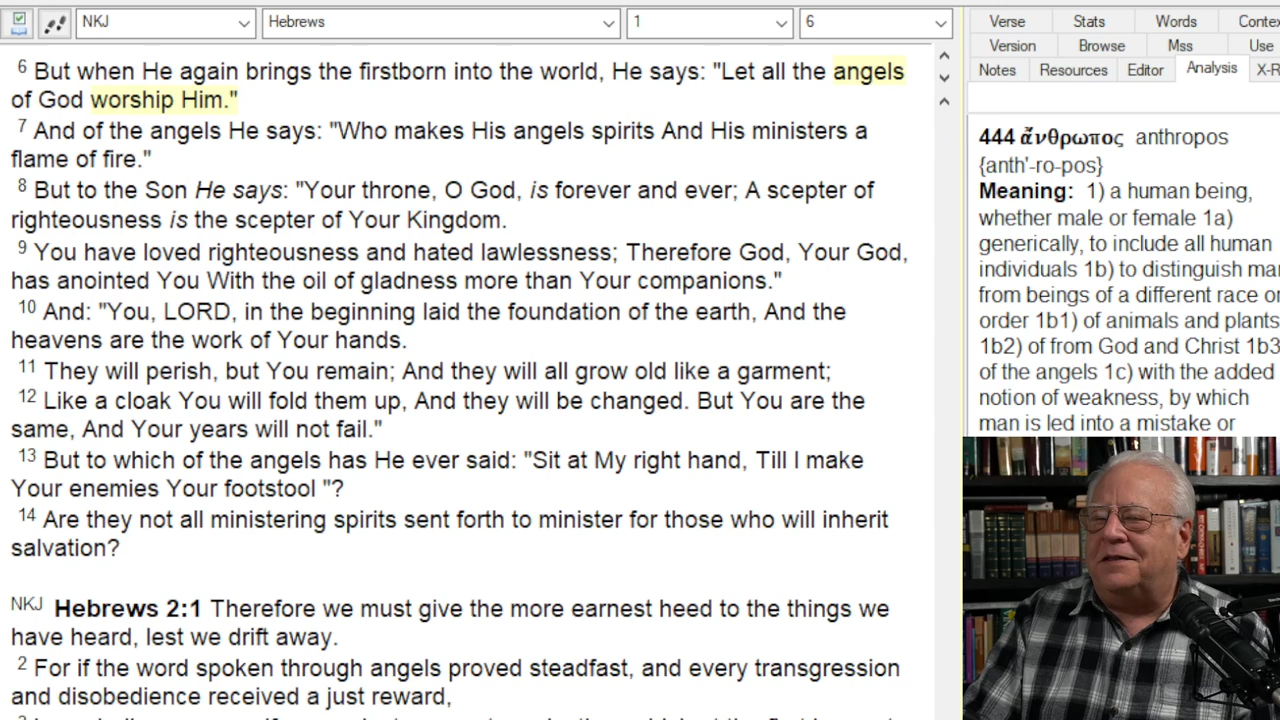 NKJ Hebrews 1 6
6 But when He again brings the firstborn into the world, He says: "Let all the angels
of God worship Him."
7 And of the angels He says: "Who makes His angels spirits And His ministers a
flame of fire."
8 But to the Son He says: "Your throne, O God, is forever and ever; A scepter of
righteousness is the scepter of Your Kingdom.
9 You have loved righteousness and hated lawlessness; Therefore God, Your God,
has anointed You With the oil of gladness more than Your companions."
10 And: "You, LORD, in the beginning laid the foundation of the earth, And the
heavens are the work of Your hands.
11 They will perish, but You remain; And they will all grow old like a garment;
12 Like a cloak You will fold them up, And they will be changed. But You are the
same, And Your years will not fail."
13 But to which of the angels has He ever said: "Sit at My right hand, Till I make
Your enemies Your footstool "?
14 Are they not all ministering spirits sent forth to minister for those who will inherit
salvation?
NKJ Hebrews 2:1 Therefore we must give the more earnest heed to the things we
have heard, lest we drift away.
2 For if the word spoken through angels proved steadfast, and every transgression
and disobedience received a just reward,
Verse Stats Words Contex
Version Browse Mss Use
Notes Resources Editor Analysis X-R
444 ἄνθρωπος anthropos
{anth'-ro-pos}
Meaning: 1) a human being,
whether male or female 1a)
generically, to include all human
individuals 1b) to distinguish man
from beings of a different race or
order 1b1) of animals and plants
1b2) of from God and Christ 1b3
of the angels 1c) with the added
notion of weakness, by which
man is led into a mistake or